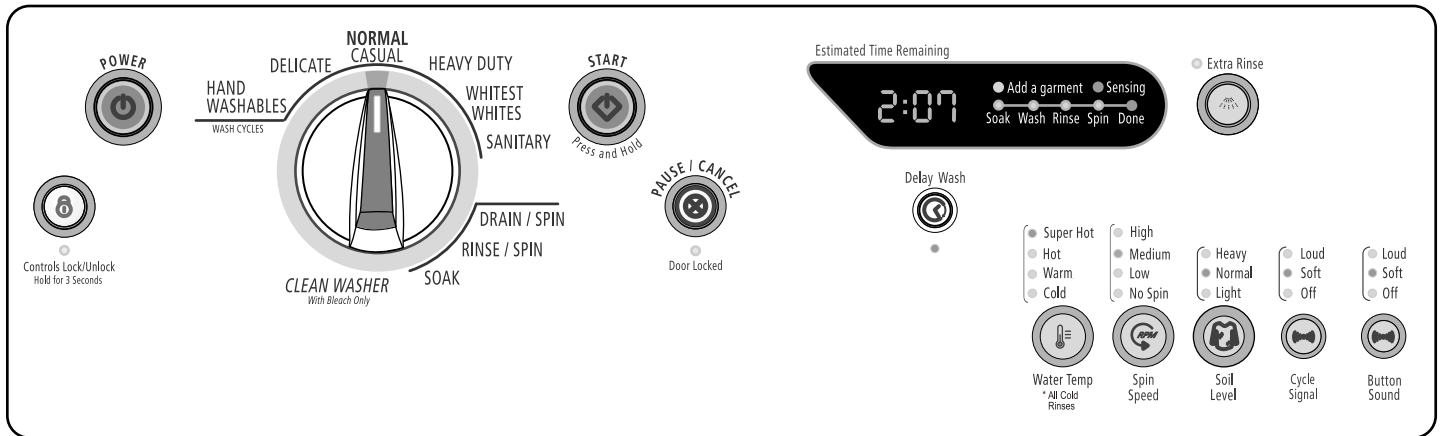 POWER
HAND
WASHABLES
WASH CYCLES
DELICATE
NORMAL
CASUAL
HEAVY DUTY
WHITEST
WHITES
SANITARY
DRAIN / SPIN
RINSE / SPIN
SOAK
CLEAN WASHER
With Bleach Only
Controls Lock/Unlock
Hold for 3 Seconds
START
Press and Hold
PAUSE / CANCEL
Door Locked
Estimated Time Remaining
2:07
Add a garment Sensing
Soak Wash Rinse Spin Done
Extra Rinse
Delay Wash
Super Hot
Hot
Warm
Cold
Water Temp
* All Cold
Rinses
High
Medium
Low
No Spin
RPM
Spin
Speed
Heavy
Normal
Light
Soil
Level
Loud
Soft
Off
Cycle
Signal
Loud
Soft
Off
Button
Sound